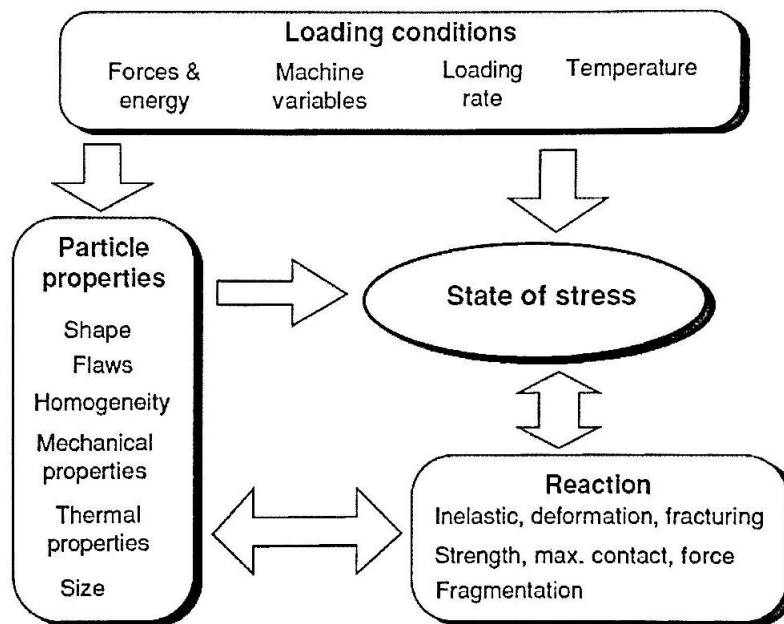 Loading conditions
Forces & energy
Machine variables
Loading rate
Temperature
Particle
properties
Shape
Flaws
Homogeneity
Mechanical
properties
Thermal
properties
Size
State of stress
Reaction
Inelastic, deformation, fracturing
Strength, max. contact, force
Fragmentation